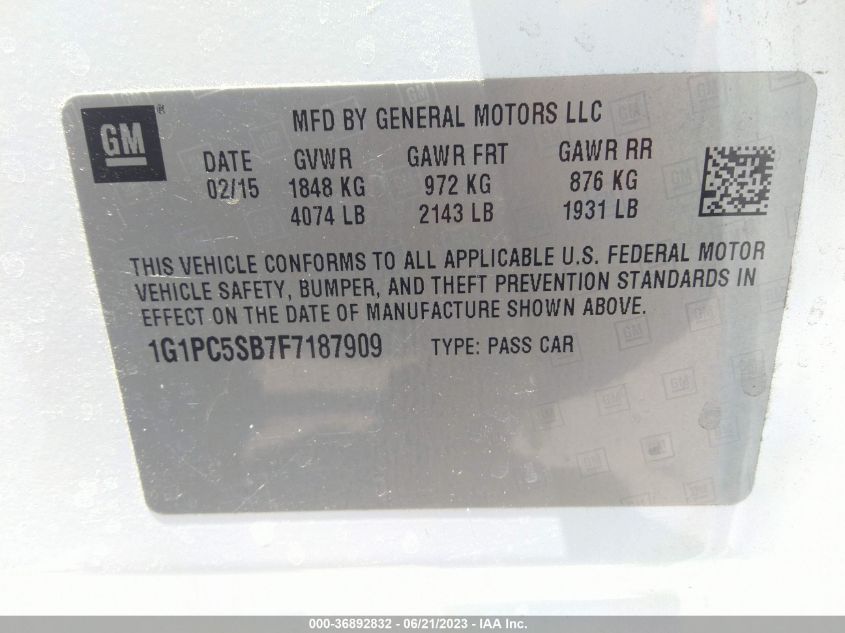 GM ®
MFD BY GENERAL MOTORS LLC
DATE GVWR GAWR FRT GAWR RR
02/15 1848 KG 972 KG 876 KG
4074 LB 2143 LB 1931 LB
THIS VEHICLE CONFORMS TO ALL APPLICABLE U.S. FEDERAL MOTOR
VEHICLE SAFETY, BUMPER, AND THEFT PREVENTION STANDARDS IN
EFFECT ON THE DATE OF MANUFACTURE SHOWN ABOVE.
1G1PC5SB7F7187909 TYPE: PASS CAR
000-36892832 - 06/21/2023 - IAA Inc.